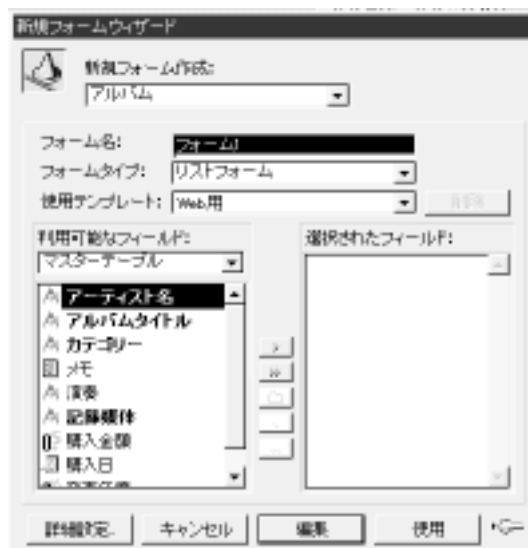 新規フォームウィザード
新規フォーム作成:
アルバム
フォーム名: フォーム1
フォームタイプ: リストフォーム
使用テンプレート: Web用 削除
利用可能なフィールド:
マスターテーブル
アーティスト名
アルバムタイトル
カテゴリー
メモ
演奏
記録媒体
購入金額
購入日
選択されたフィールド:
詳細設定... キャンセル 編集 使用